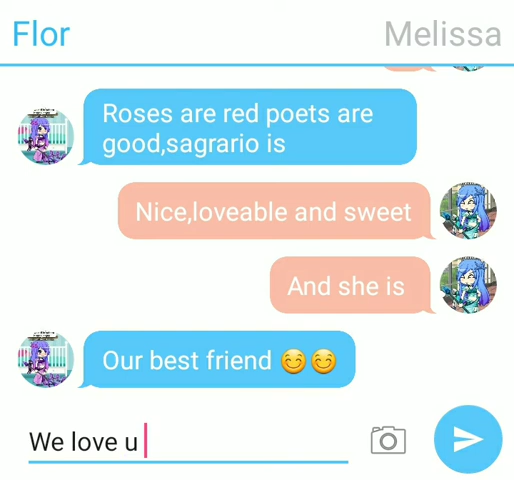 Flor
Melissa
Roses are red poets are
good,sagrario is
Nice,loveable and sweet
And she is
Our best friend 😊😊
We love u